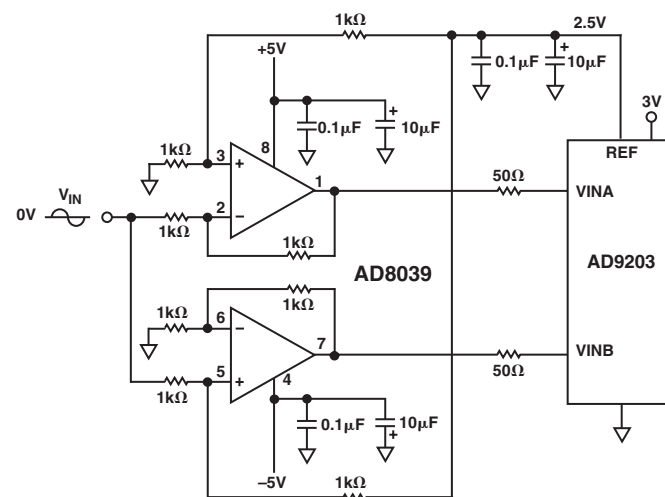 1kΩ
2.5V
+5V
0.1µF
10µF
+
3V
0.1µF
10µF
+
8
REF
1kΩ
3
+
1
50Ω
VINA
VIN
0V
2
−
1kΩ
1kΩ
AD8039
AD9203
1kΩ
1kΩ
6
−
7
VINB
50Ω
5
+
4
1kΩ
0.1µF
10µF
+
−5V
1kΩ